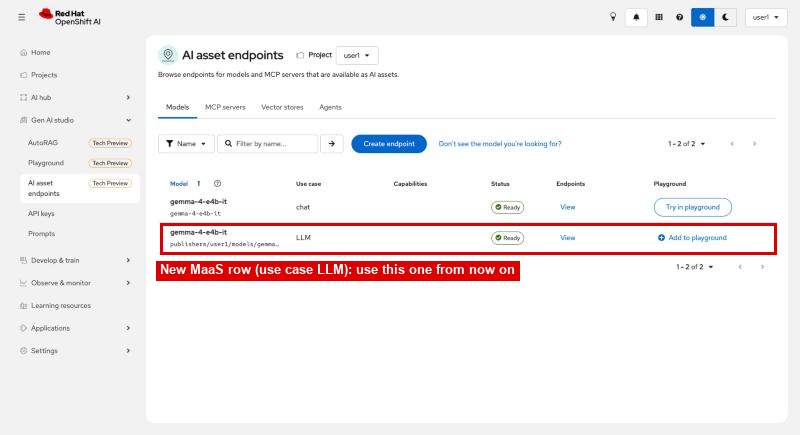 Red Hat
OpenShift AI
user1
Home
Projects
AI hub
Gen AI studio
AutoRAG
Tech Preview
Playground
Tech Preview
AI asset
endpoints
Tech Preview
API keys
Prompts
Develop & train
Observe & monitor
Learning resources
Applications
Settings
AI asset endpoints
Project
user1
Browse endpoints for models and MCP servers that are available as AI assets.
Models MCP servers Vector stores Agents
Name Filter by name... Create endpoint Don't see the model you're looking for? 1 - 2 of 2
Model Use case Capabilities Status Endpoints Playground
gemma-4-e4b-it
gemma-4-e4b-it
chat Ready View Try in playground
gemma-4-e4b-it
publishers/user1/models/gemma…
LLM Ready View Add to playground
1 - 2 of 2
New MaaS row (use case LLM): use this one from now on